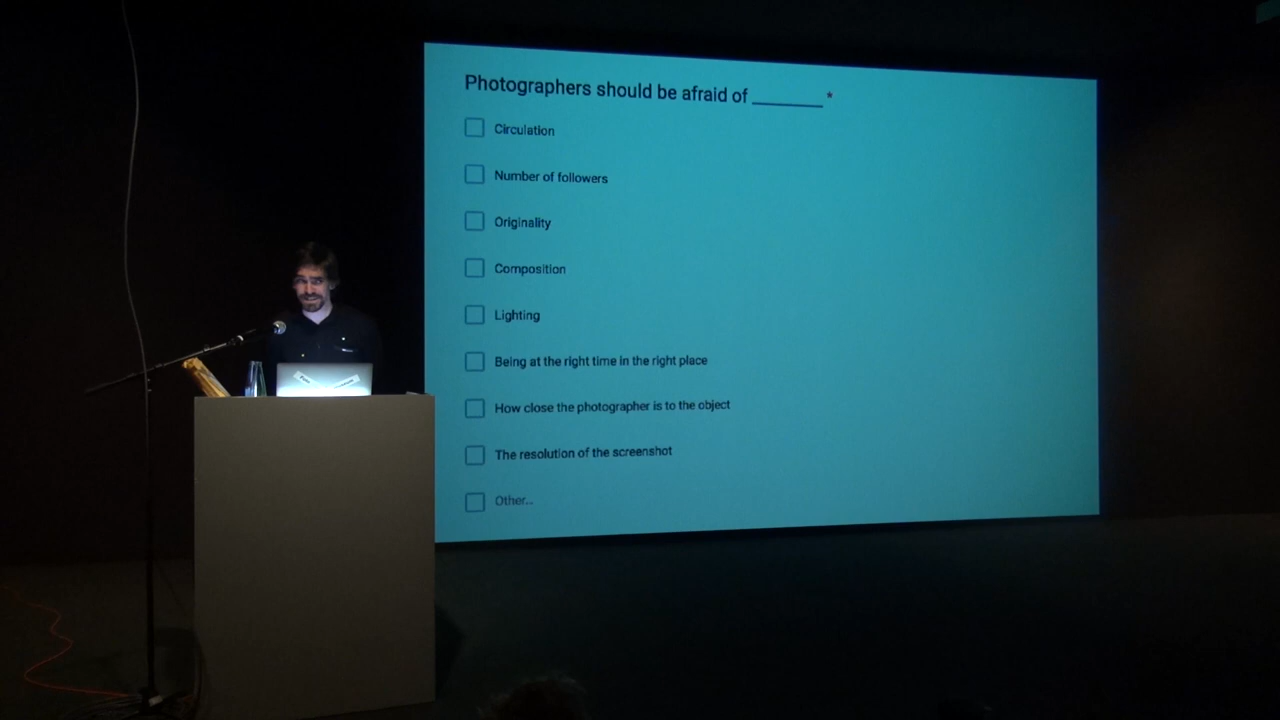 Photographers should be afraid of ________ *
Circulation
Number of followers
Originality
Composition
Lighting
Being at the right time in the right place
How close the photographer is to the object
The resolution of the screenshot
Other..